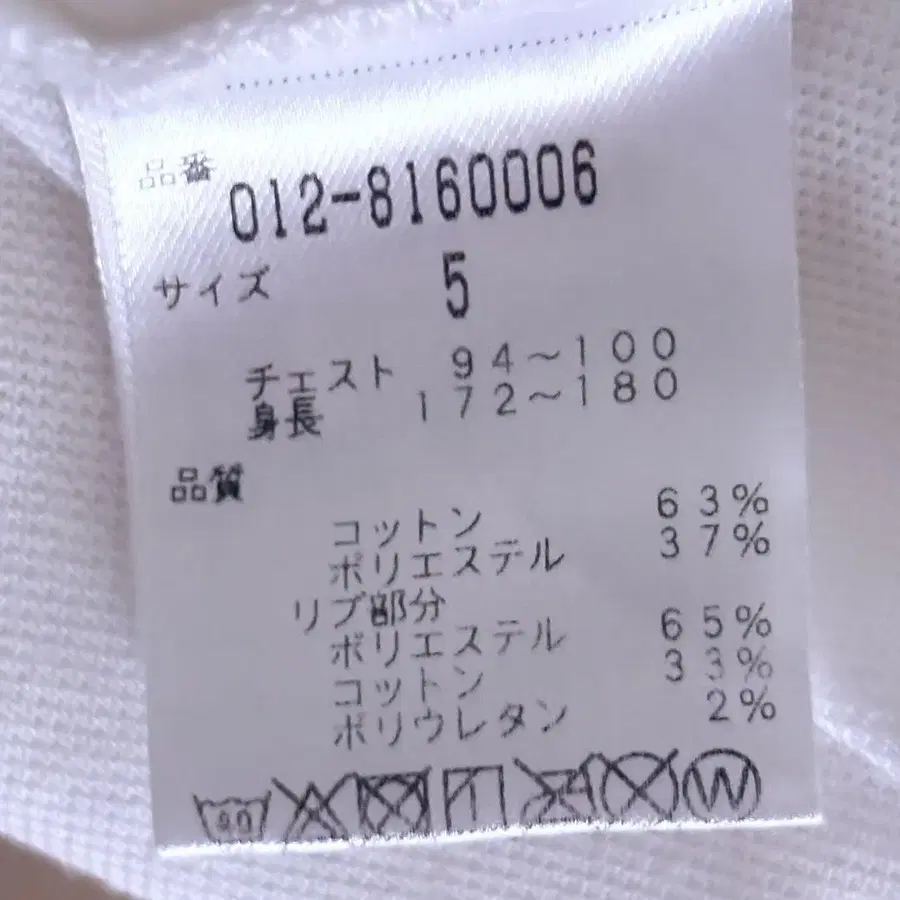 品番 012-8160006
サイズ 5
チェスト 94~100
身長 172~180
品質
コットン 63%
ポリエステル 37%
リブ部分
ポリエステル 65%
コットン 33%
ポリウレタン 2%
W